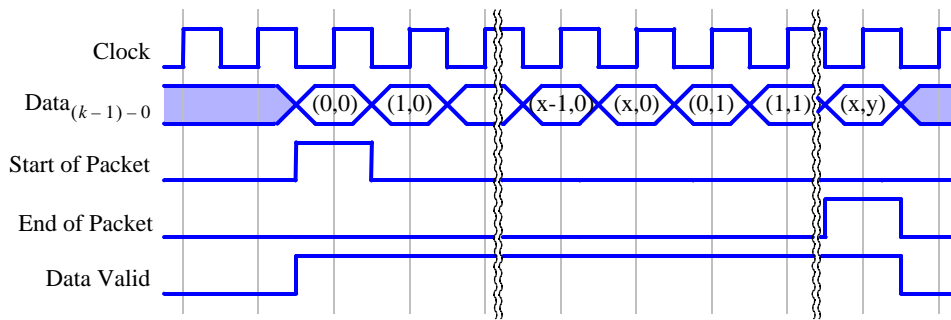 Clock
Data(k – 1) – 0 (0,0) (1,0) (x-1,0) (x,0) (0,1) (1,1) (x,y)
Start of Packet
End of Packet
Data Valid